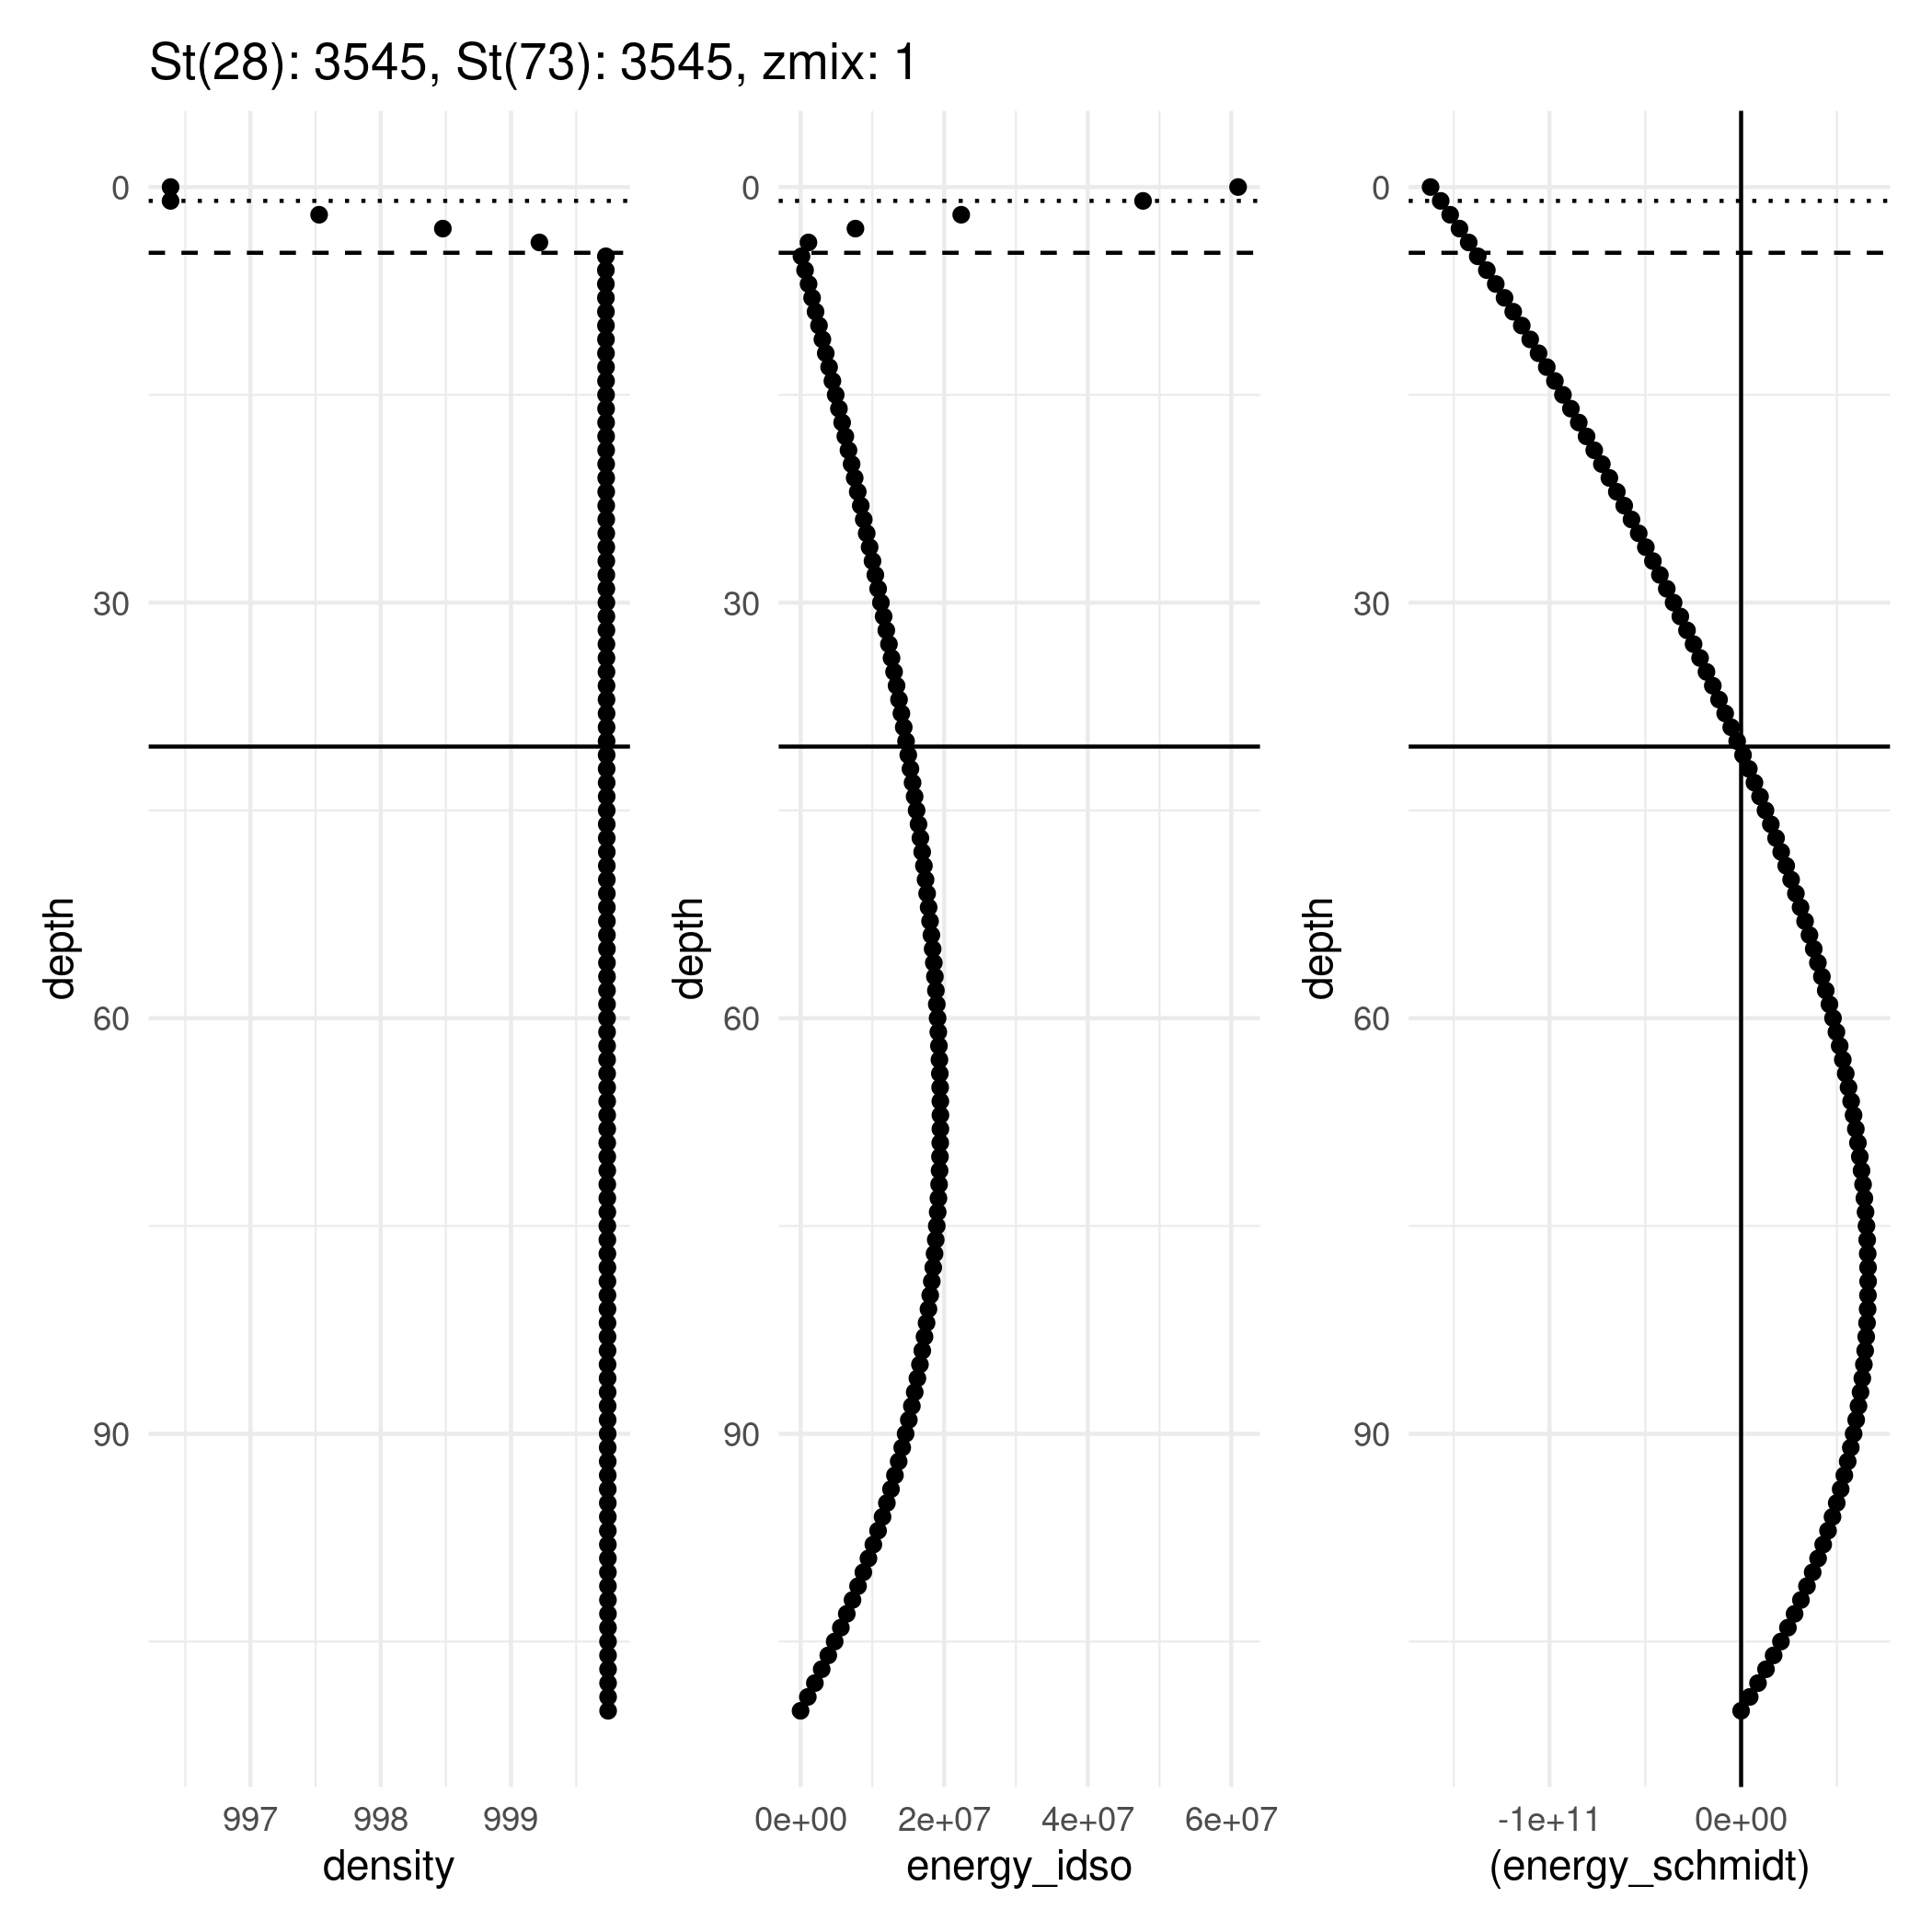 St(28): 3545, St(73): 3545, zmix: 1
depth
0
30
60
90
997 998 999
density
depth
0
30
60
90
0e+00 2e+07 4e+07 6e+07
energy_idso
depth
0
30
60
90
-1e+11 0e+00
(energy_schmidt)